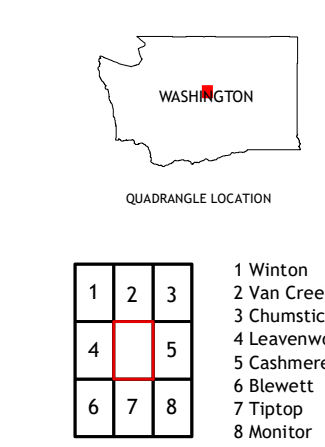 WASHINGTON
QUADRANGLE LOCATION
1 2 3
4 5
6 7 8
1 Winton
2 Van Cree
3 Chumstic
4 Leavenwo
5 Cashmere
6 Blewett
7 Tiptop
8 Monitor